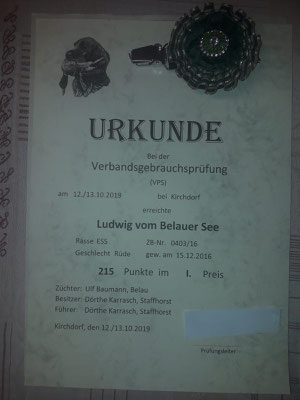 URKUNDE
Bei der
Verbandsgebrauchsprüfung
(VPS)
am 12./13.10.2019 bei Kirchdorf
erreichte
Ludwig vom Belauer See
Rasse ESS ZB-Nr. 0403/16
Geschlecht Rüde gew. am 15.12.2016
215 Punkte im I. Preis
Züchter: Ulf Baumann, Belau
Besitzer: Dörthe Karrasch, Staffhorst
Führer : Dörthe Karrasch, Staffhorst
Kirchdorf, den 12./13.10.2019
Prüfungsleiter